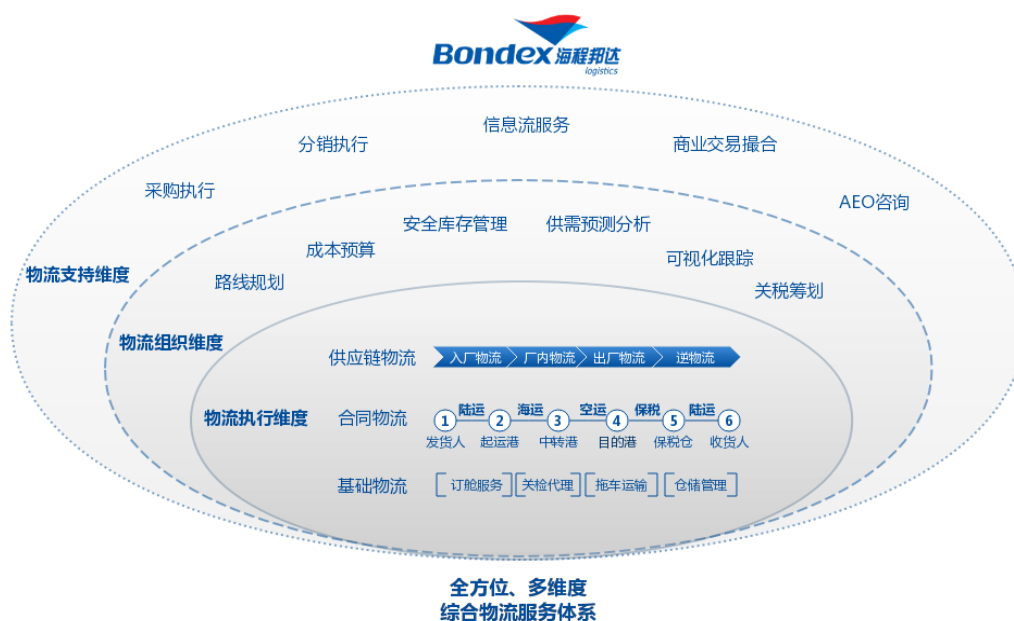 Bondex 海程邦达
logistics
信息流服务
分销执行
商业交易撮合
采购执行
AEO咨询
安全库存管理
供需预测分析
成本预算
可视化跟踪
物流支持维度
路线规划
关税筹划
物流组织维度
供应链物流 入厂物流 厂内物流 出厂物流 逆物流
陆运 海运 空运 保税 陆运
物流执行维度 合同物流 1 2 3 4 5 6
发货人 起运港 中转港 目的港 保税仓 收货人
基础物流 订舱服务 关检代理 拖车运输 仓储管理
全方位、多维度
综合物流服务体系